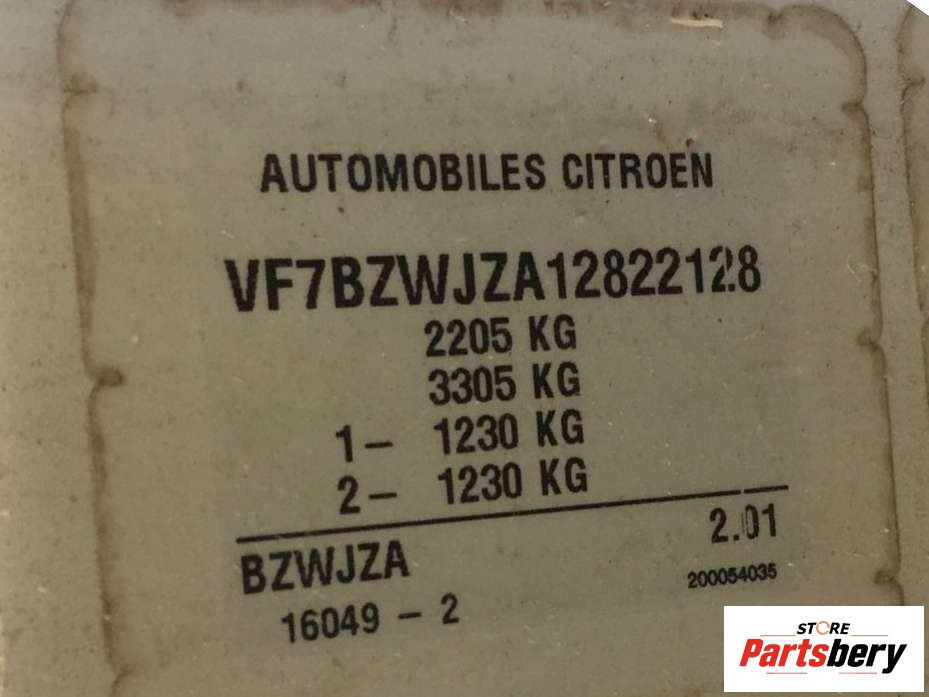 AUTOMOBILES CITROEN
VF7BZWJZA12822128
2205 KG
3305 KG
1- 1230 KG
2- 1230 KG
2.01
BZWJZA
200054035
16049 - 2
STORE
Partsbery